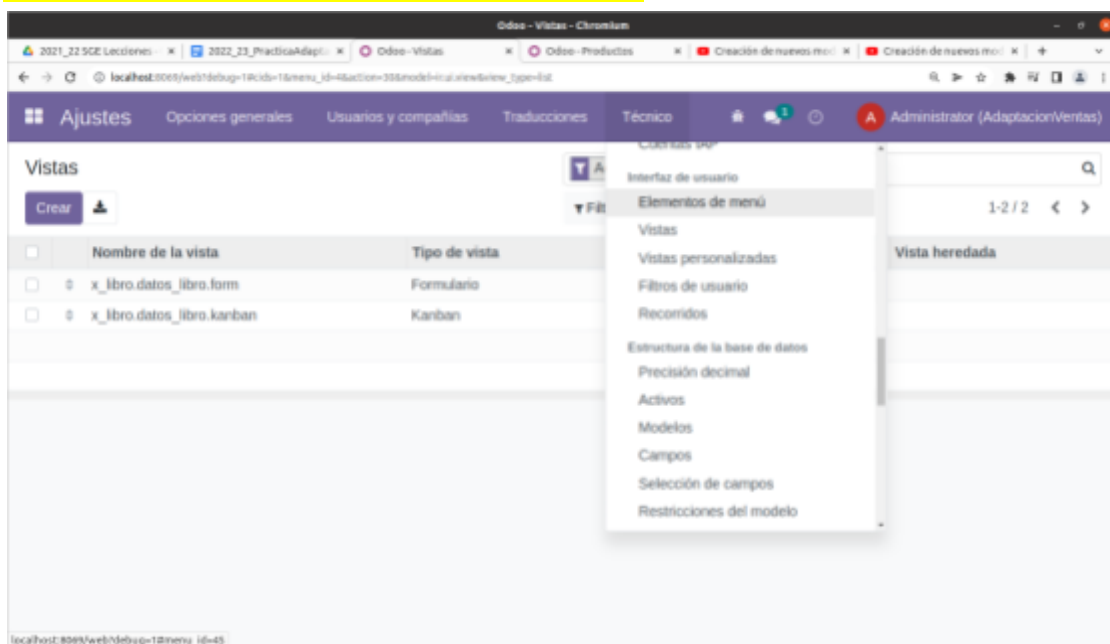 Odoo - Vistas - Chromium
2021_22 SGE Lecciones - 2022_23_PracticaAdapta Odoo - Vistas Odoo - Productos Creación de nuevos mod Creación de nuevos mod
localhost:8069/web?debug=1#cids=1&menu_id=4&action=30&model=ir.ui.view&view_type=list
Ajustes Opciones generales Usuarios y compañías Traducciones Técnico 1 A Administrator (AdaptacionVentas)
Cuentas IAP
Vistas
Interfaz de usuario
Crear Elementos de menú 1-2 / 2
Vistas
Nombre de la vista Tipo de vista Vista heredada
Vistas personalizadas
x_libro.datos_libro.form Formulario Filtros de usuario
x_libro.datos_libro.kanban Kanban Recorridos
Estructura de la base de datos
Precisión decimal
Activos
Modelos
Campos
Selección de campos
Restricciones del modelo
localhost:8069/web?debug=1#menu_id=45